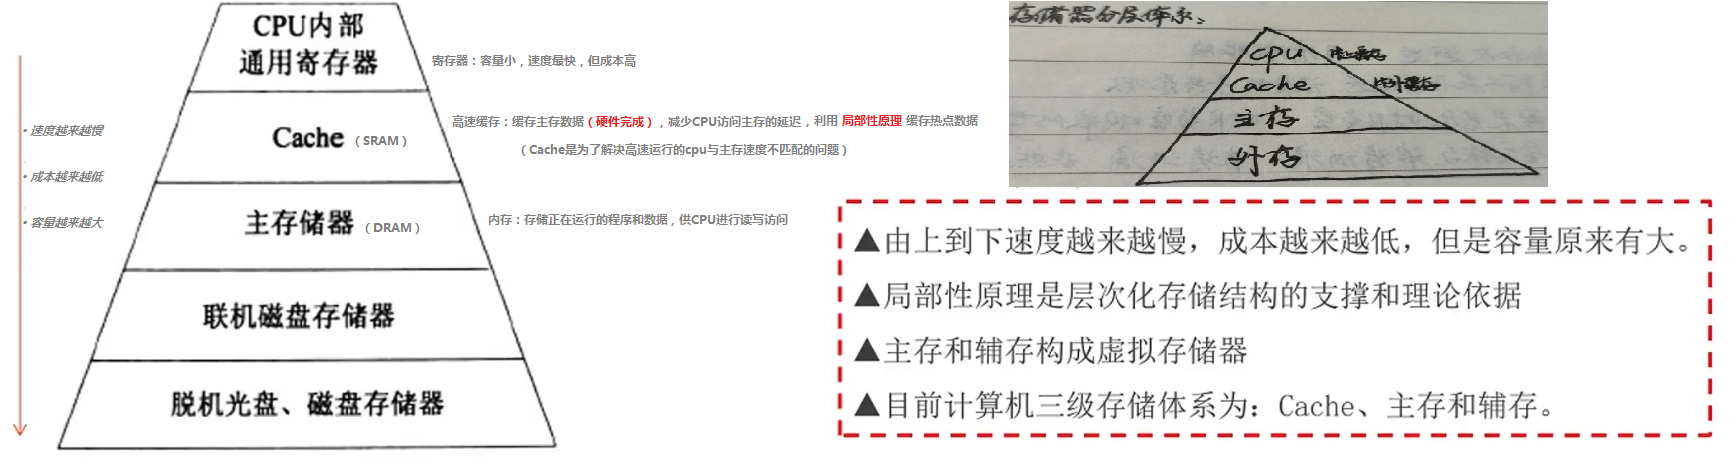 CPU内部
通用寄存器
寄存器：容量小，速度最快，但成本高
• 速度越来越慢
• 成本越来越低
• 容量越来越大
Cache （SRAM）
高速缓存：缓存主存数据（硬件完成），减少CPU访问主存的延迟，利用 局部性原理 缓存热点数据
（Cache是为了解决高速运行的cpu与主存速度不匹配的问题）
主存储器 （DRAM）
内存：存储正在运行的程序和数据，供CPU进行读写访问
联机磁盘存储器
脱机光盘、磁盘存储器
存储器分层体系：
cpu
Cache
主存
外存
▲由上到下速度越来越慢，成本越来越低，但是容量原来有大。
▲局部性原理是层次化存储结构的支撑和理论依据
▲主存和辅存构成虚拟存储器
▲目前计算机三级存储体系为：Cache、主存和辅存。